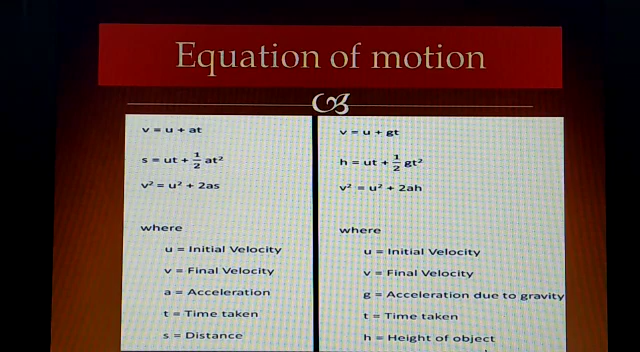 Equation of motion
v = u + at
s = ut + 1/2 at²
v² = u² + 2as
where
u = Initial Velocity
v = Final Velocity
a = Acceleration
t = Time taken
s = Distance
v = u + gt
h = ut + 1/2 gt²
v² = u² + 2ah
where
u = Initial Velocity
v = Final Velocity
g = Acceleration due to gravity
t = Time taken
h = Height of object